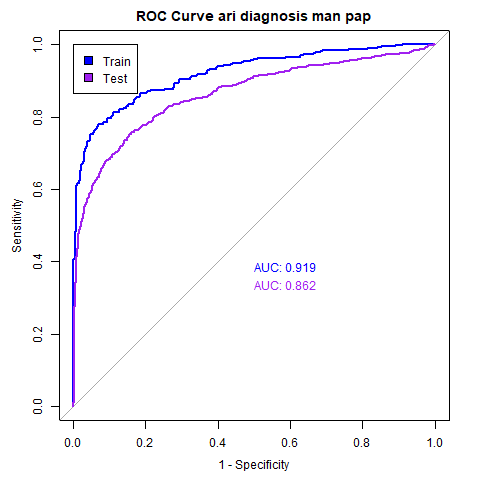 ROC Curve ari diagnosis man pap
1.0
0.8
0.6
0.4
0.2
0.0
Sensitivity
Train
Test
AUC: 0.919
AUC: 0.862
0.0 0.2 0.4 0.6 0.8 1.0
1 - Specificity